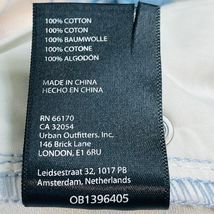 100% COTTON
100% COTON
100% BAUMWOLLE
100% COTONE
100% ALGODÓN
MADE IN CHINA
HECHO EN CHINA
RN 66170
CA 32054
Urban Outfitters, Inc.
146 Brick Lane
LONDON, E1 6RU
Leidsestraat 32, 1017 PB
Amsterdam, Netherlands
OB1396405